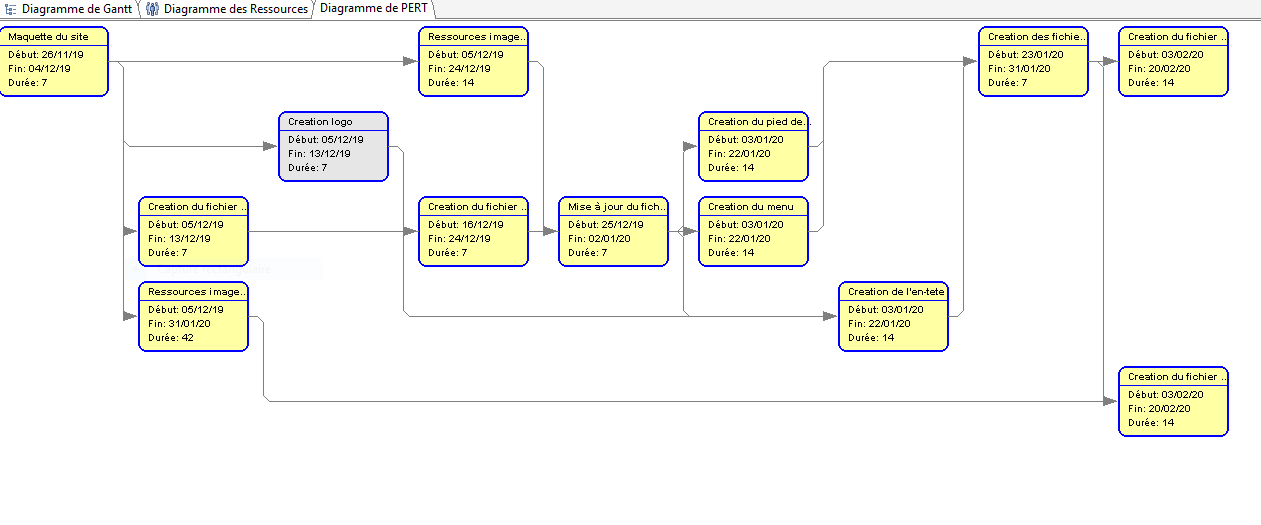 Diagramme de Gantt
Diagramme des Ressources
Diagramme de PERT
Maquette du site
Début: 26/11/19
Fin: 04/12/19
Durée: 7
Ressources image..
Début: 05/12/19
Fin: 24/12/19
Durée: 14
Creation des fichie..
Début: 23/01/20
Fin: 31/01/20
Durée: 7
Creation du fichier ..
Début: 03/02/20
Fin: 20/02/20
Durée: 14
Creation logo
Début: 05/12/19
Fin: 13/12/19
Durée: 7
Creation du pied de..
Début: 03/01/20
Fin: 22/01/20
Durée: 14
Creation du fichier ..
Début: 05/12/19
Fin: 13/12/19
Durée: 7
Creation du fichier ..
Début: 16/12/19
Fin: 24/12/19
Durée: 7
Mise à jour du fich..
Début: 25/12/19
Fin: 02/01/20
Durée: 7
Creation du menu
Début: 03/01/20
Fin: 22/01/20
Durée: 14
Ressources image..
Début: 05/12/19
Fin: 31/01/20
Durée: 42
Creation de l'en-tete
Début: 03/01/20
Fin: 22/01/20
Durée: 14
Creation du fichier ..
Début: 03/02/20
Fin: 20/02/20
Durée: 14